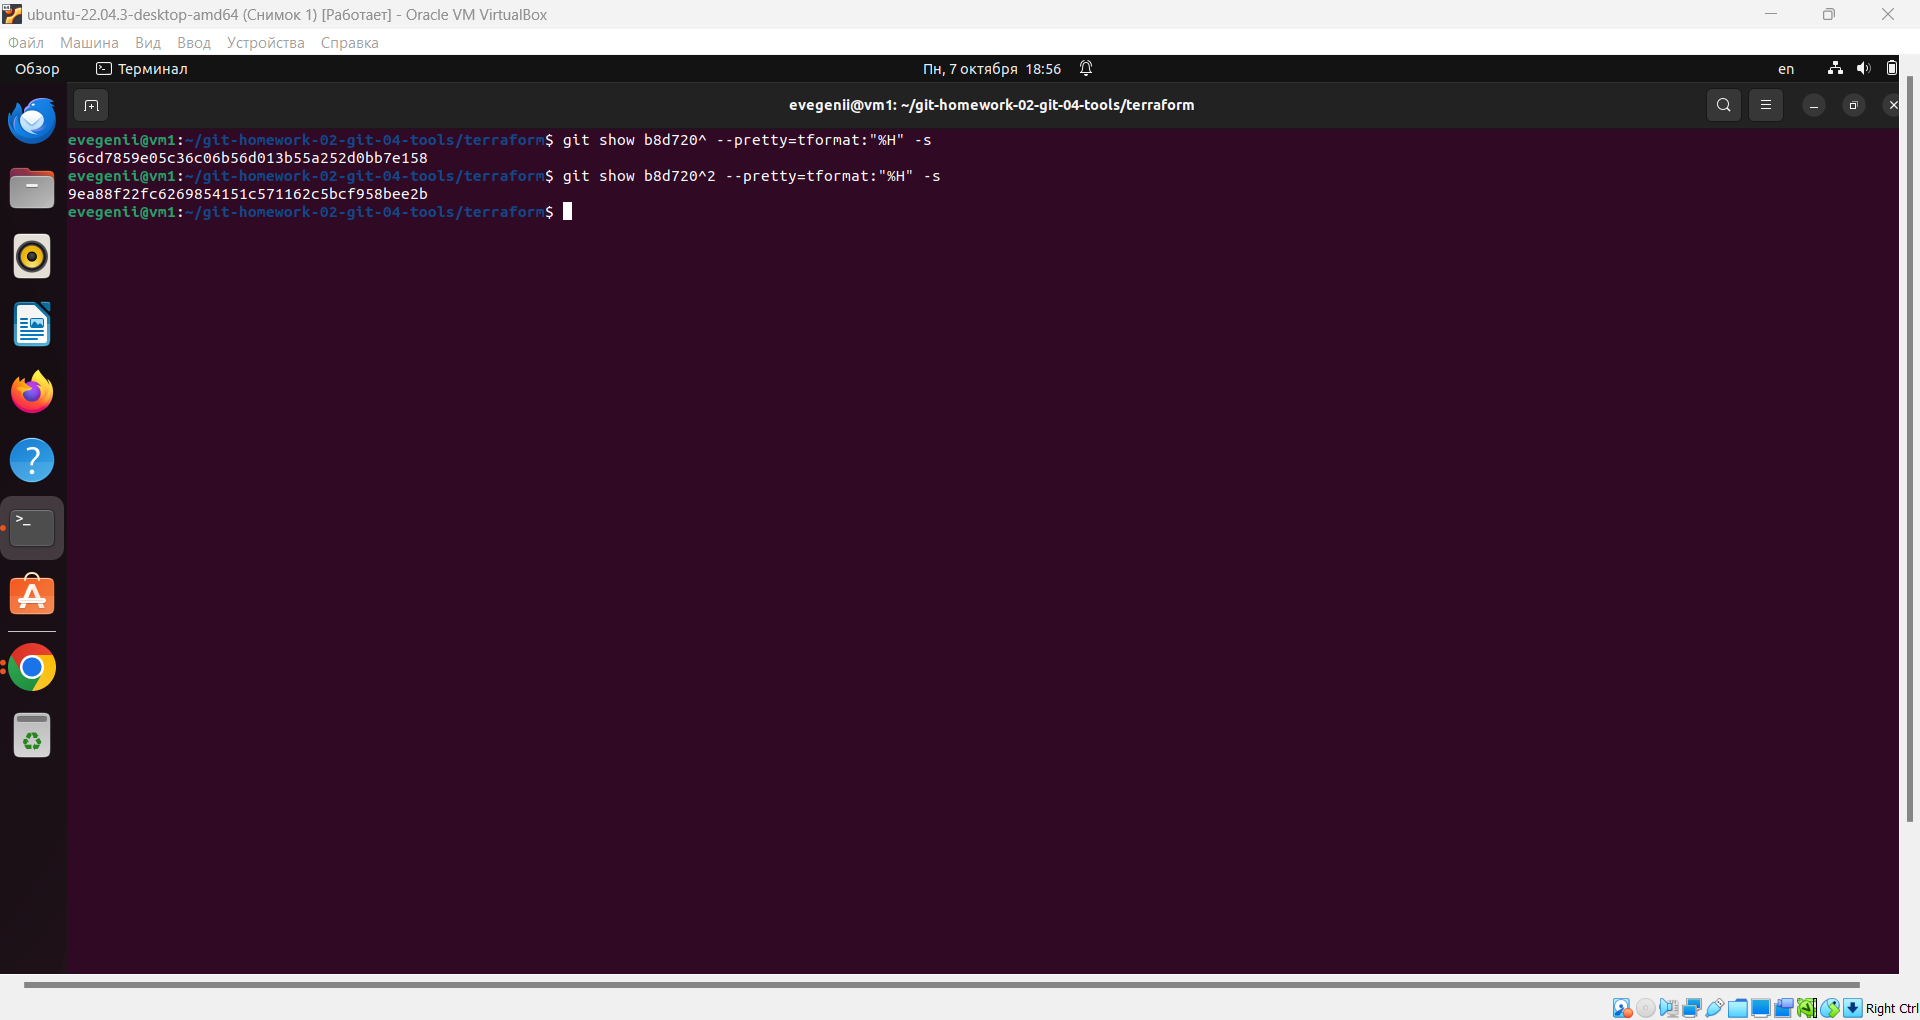 ubuntu-22.04.3-desktop-amd64 (Снимок 1) [Работает] - Oracle VM VirtualBox
Файл Машина Вид Ввод Устройства Справка
Обзор Терминал Пн, 7 октября 18:56 en
evegenii@vm1: ~/git-homework-02-git-04-tools/terraform
evegenii@vm1:~/git-homework-02-git-04-tools/terraform$ git show b8d720^ --pretty=tformat:"%H" -s
56cd7859e05c36c06b56d013b55a252d0bb7e158
evegenii@vm1:~/git-homework-02-git-04-tools/terraform$ git show b8d720^2 --pretty=tformat:"%H" -s
9ea88f22fc6269854151c571162c5bcf958bee2b
evegenii@vm1:~/git-homework-02-git-04-tools/terraform$
Right Ctrl